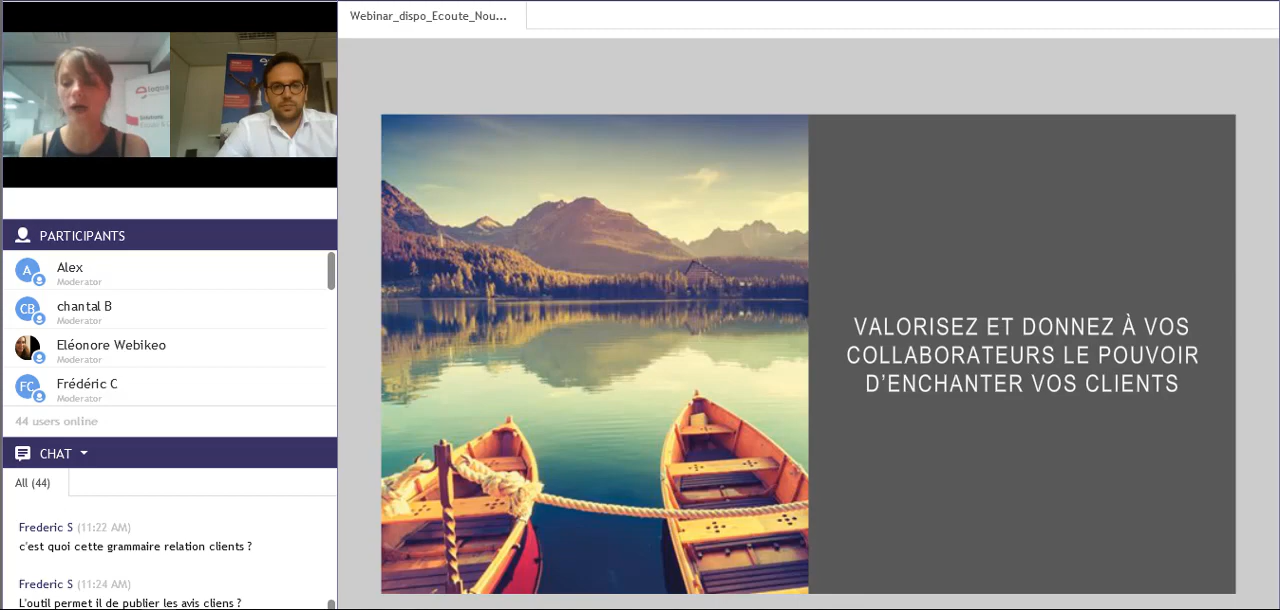 Webinar_dispo_Ecoute_Nou...
PARTICIPANTS
A
Alex
Moderator
CB
chantal B
Moderator
Eléonore Webikeo
Moderator
FC
Frédéric C
Moderator
44 users online
CHAT
All (44)
Frederic S (11:22 AM)
c'est quoi cette grammaire relation clients ?
Frederic S (11:24 AM)
L'outil permet il de publier les avis cliens ?
VALORISEZ ET DONNEZ À VOS
COLLABORATEURS LE POUVOIR
D'ENCHANTER VOS CLIENTS